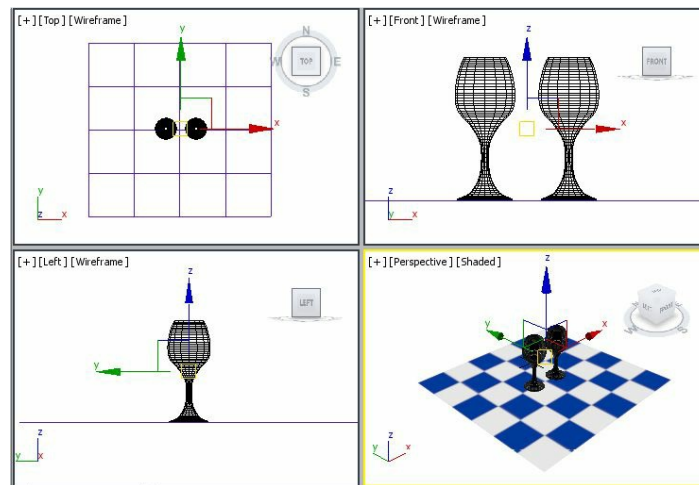 [+] [Top] [Wireframe]
y
x
N
W
TOP
E
S
y
z
x
[+] [Front] [Wireframe]
z
x
FRONT
z
x
[+] [Left] [Wireframe]
z
y
LEFT
z
y
x
[+] [Perspective] [Shaded]
z
y
x
z
y
x